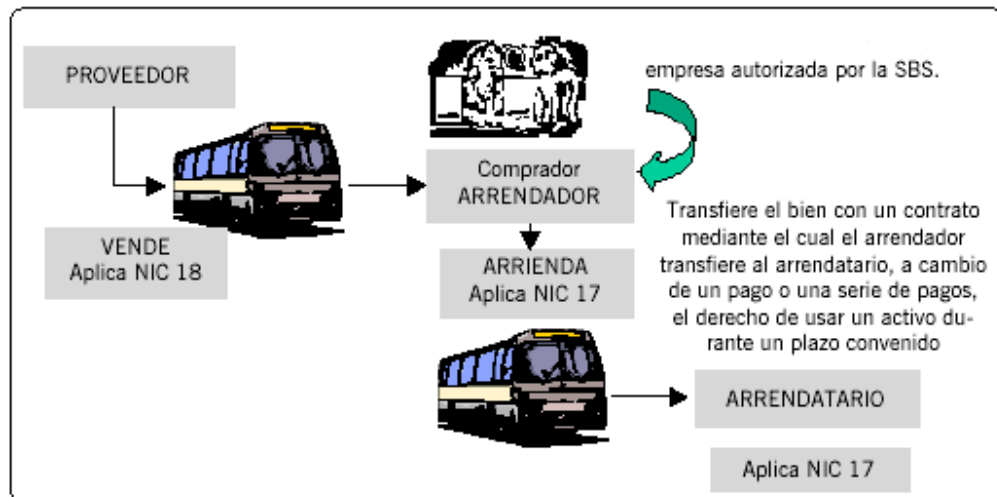 PROVEEDOR
empresa autorizada por la SBS.
Comprador
ARRENDADOR
VENDE
Aplica NIC 18
ARRIENDA
Aplica NIC 17
Transfiere el bien con un contrato
mediante el cual el arrendador
transfiere al arrendatario, a cambio
de un pago o una serie de pagos,
el derecho de usar un activo du-
rante un plazo convenido
ARRENDATARIO
Aplica NIC 17